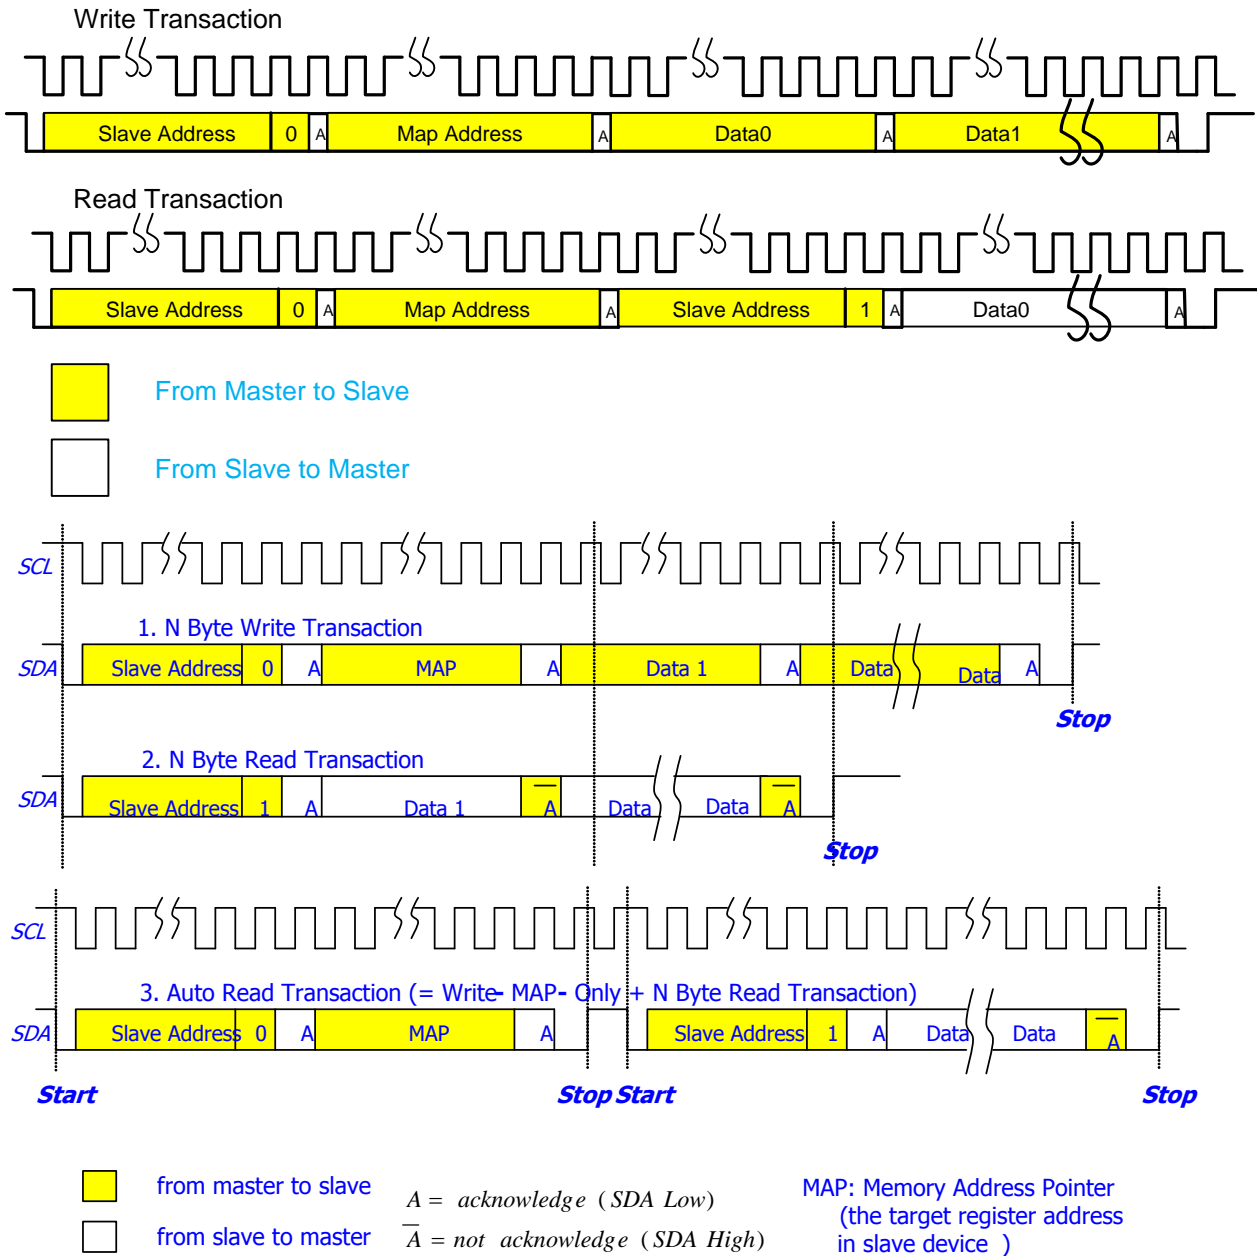 Write Transaction
Slave Address 0 A Map Address A Data0 A Data1 A
Read Transaction
Slave Address 0 A Map Address A Slave Address 1 A Data0 A
From Master to Slave
From Slave to Master
SCL
1. N Byte Write Transaction
SDA Slave Address 0 A MAP A Data 1 A Data Data A
Stop
2. N Byte Read Transaction
SDA Slave Address 1 A Data 1 A̅ Data Data A̅
Stop
SCL
3. Auto Read Transaction (= Write- MAP- Only + N Byte Read Transaction)
SDA Slave Address 0 A MAP A Slave Address 1 A Data Data A̅
Start Stop Start Stop
from master to slave A = acknowledge (SDA Low) MAP: Memory Address Pointer
(the target register address
from slave to master A̅ = not acknowledge (SDA High) in slave device )